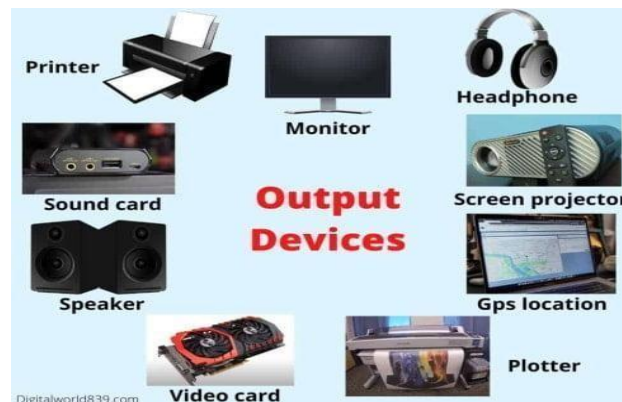 Printer
Monitor
Headphone
Sound card
Output
Devices
Screen projector
Speaker
Gps location
Video card
Plotter
Digitalworld839.com